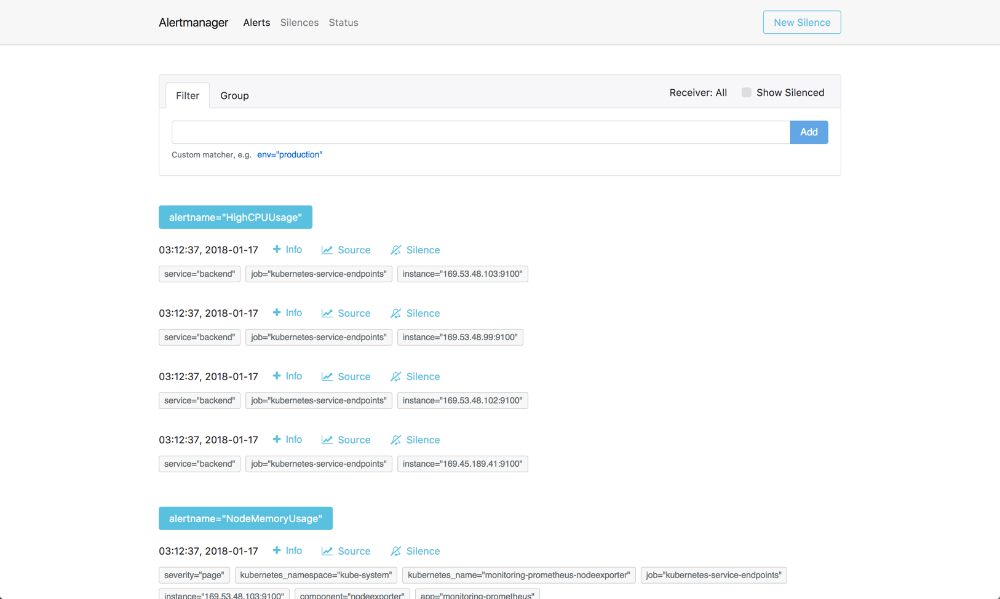 Alertmanager Alerts Silences Status New Silence
Filter Group Receiver: All Show Silenced
Add
Custom matcher, e.g. env="production"
alertname="HighCPUUsage"
03:12:37, 2018-01-17 + Info Source Silence
service="backend" job="kubernetes-service-endpoints" instance="169.53.48.103:9100"
03:12:37, 2018-01-17 + Info Source Silence
service="backend" job="kubernetes-service-endpoints" instance="169.53.48.99:9100"
03:12:37, 2018-01-17 + Info Source Silence
service="backend" job="kubernetes-service-endpoints" instance="169.53.48.102:9100"
03:12:37, 2018-01-17 + Info Source Silence
service="backend" job="kubernetes-service-endpoints" instance="169.45.189.41:9100"
alertname="NodeMemoryUsage"
03:12:37, 2018-01-17 + Info Source Silence
severity="page" kubernetes_namespace="kube-system" kubernetes_name="monitoring-prometheus-nodeexporter" job="kubernetes-service-endpoints"
instance="169.53.48.103:9100" component="nodeexporter" app="monitoring-prometheus"